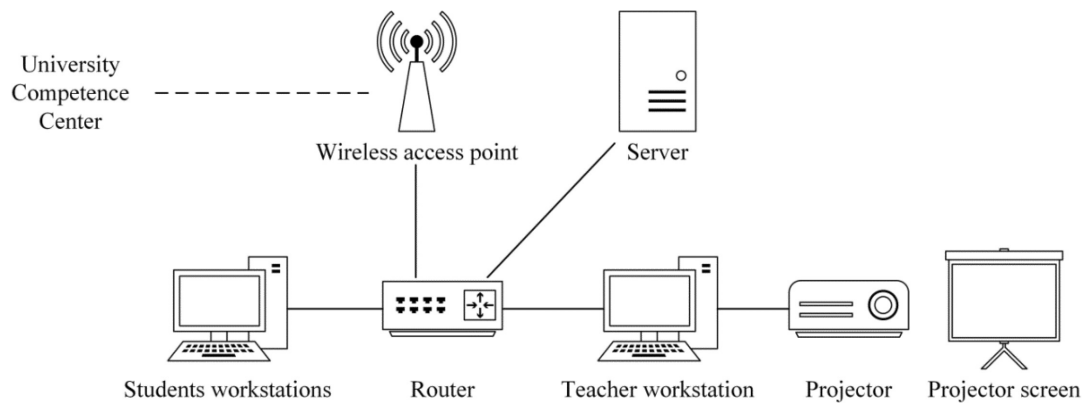 University
Competence
Center
Wireless access point
Server
Students workstations
Router
Teacher workstation
Projector
Projector screen